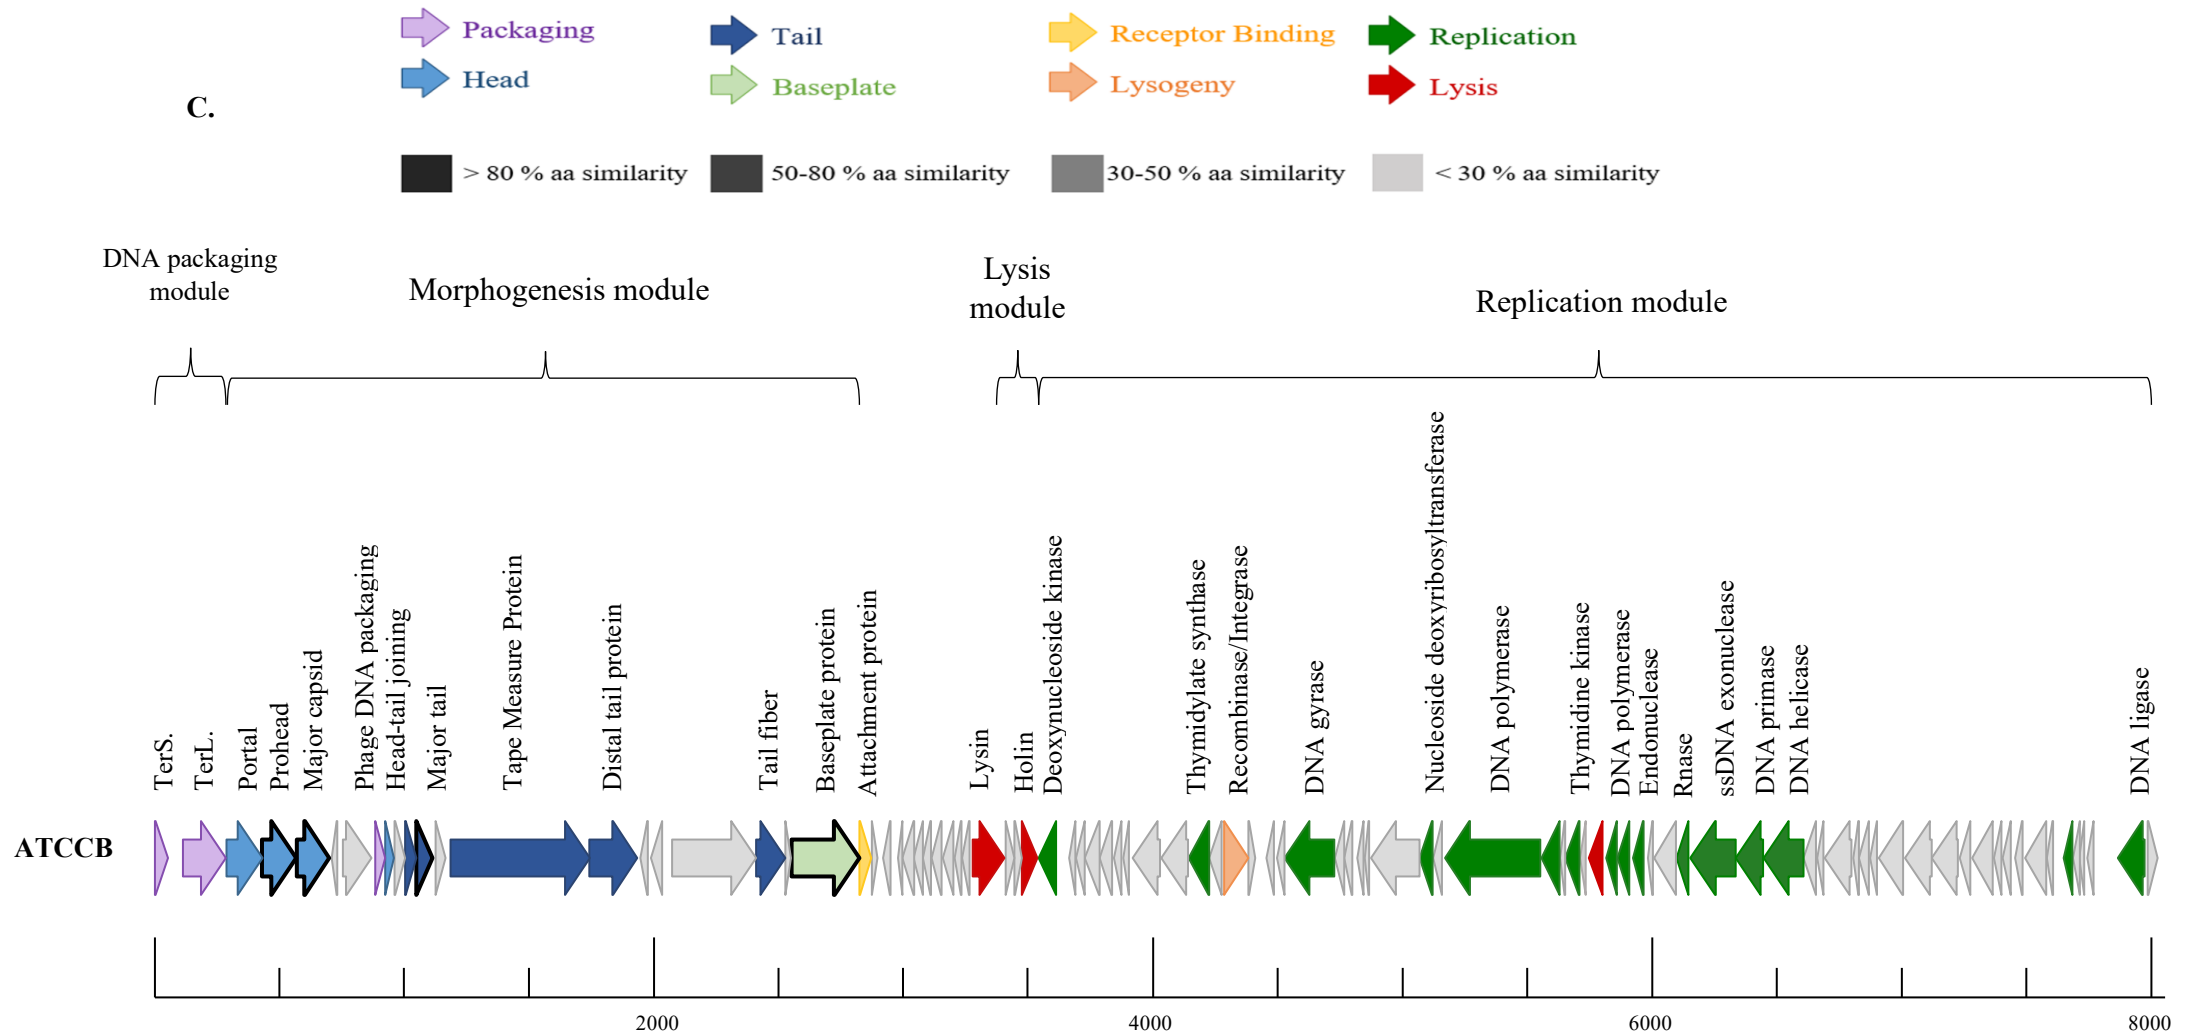 Packaging
Tail
Receptor Binding
Replication
Head
Baseplate
Lysogeny
Lysis
C.
> 80 % aa similarity
50-80 % aa similarity
30-50 % aa similarity
< 30 % aa similarity
DNA packaging
module
Morphogenesis module
Lysis
module
Replication module
TerS.
TerL.
Portal
Prohead
Major capsid
Phage DNA packaging
Head-tail joining
Major tail
Tape Measure Protein
Distal tail protein
Tail fiber
Baseplate protein
Attachment protein
Lysin
Holin
Deoxynucleoside kinase
Thymidylate synthase
Recombinase/Integrase
DNA gyrase
Nucleoside deoxyribosyltransferase
DNA polymerase
Thymidine kinase
DNA polymerase
Endonuclease
Rnase
ssDNA exonuclease
DNA primase
DNA helicase
DNA ligase
ATCCB
2000
4000
6000
8000